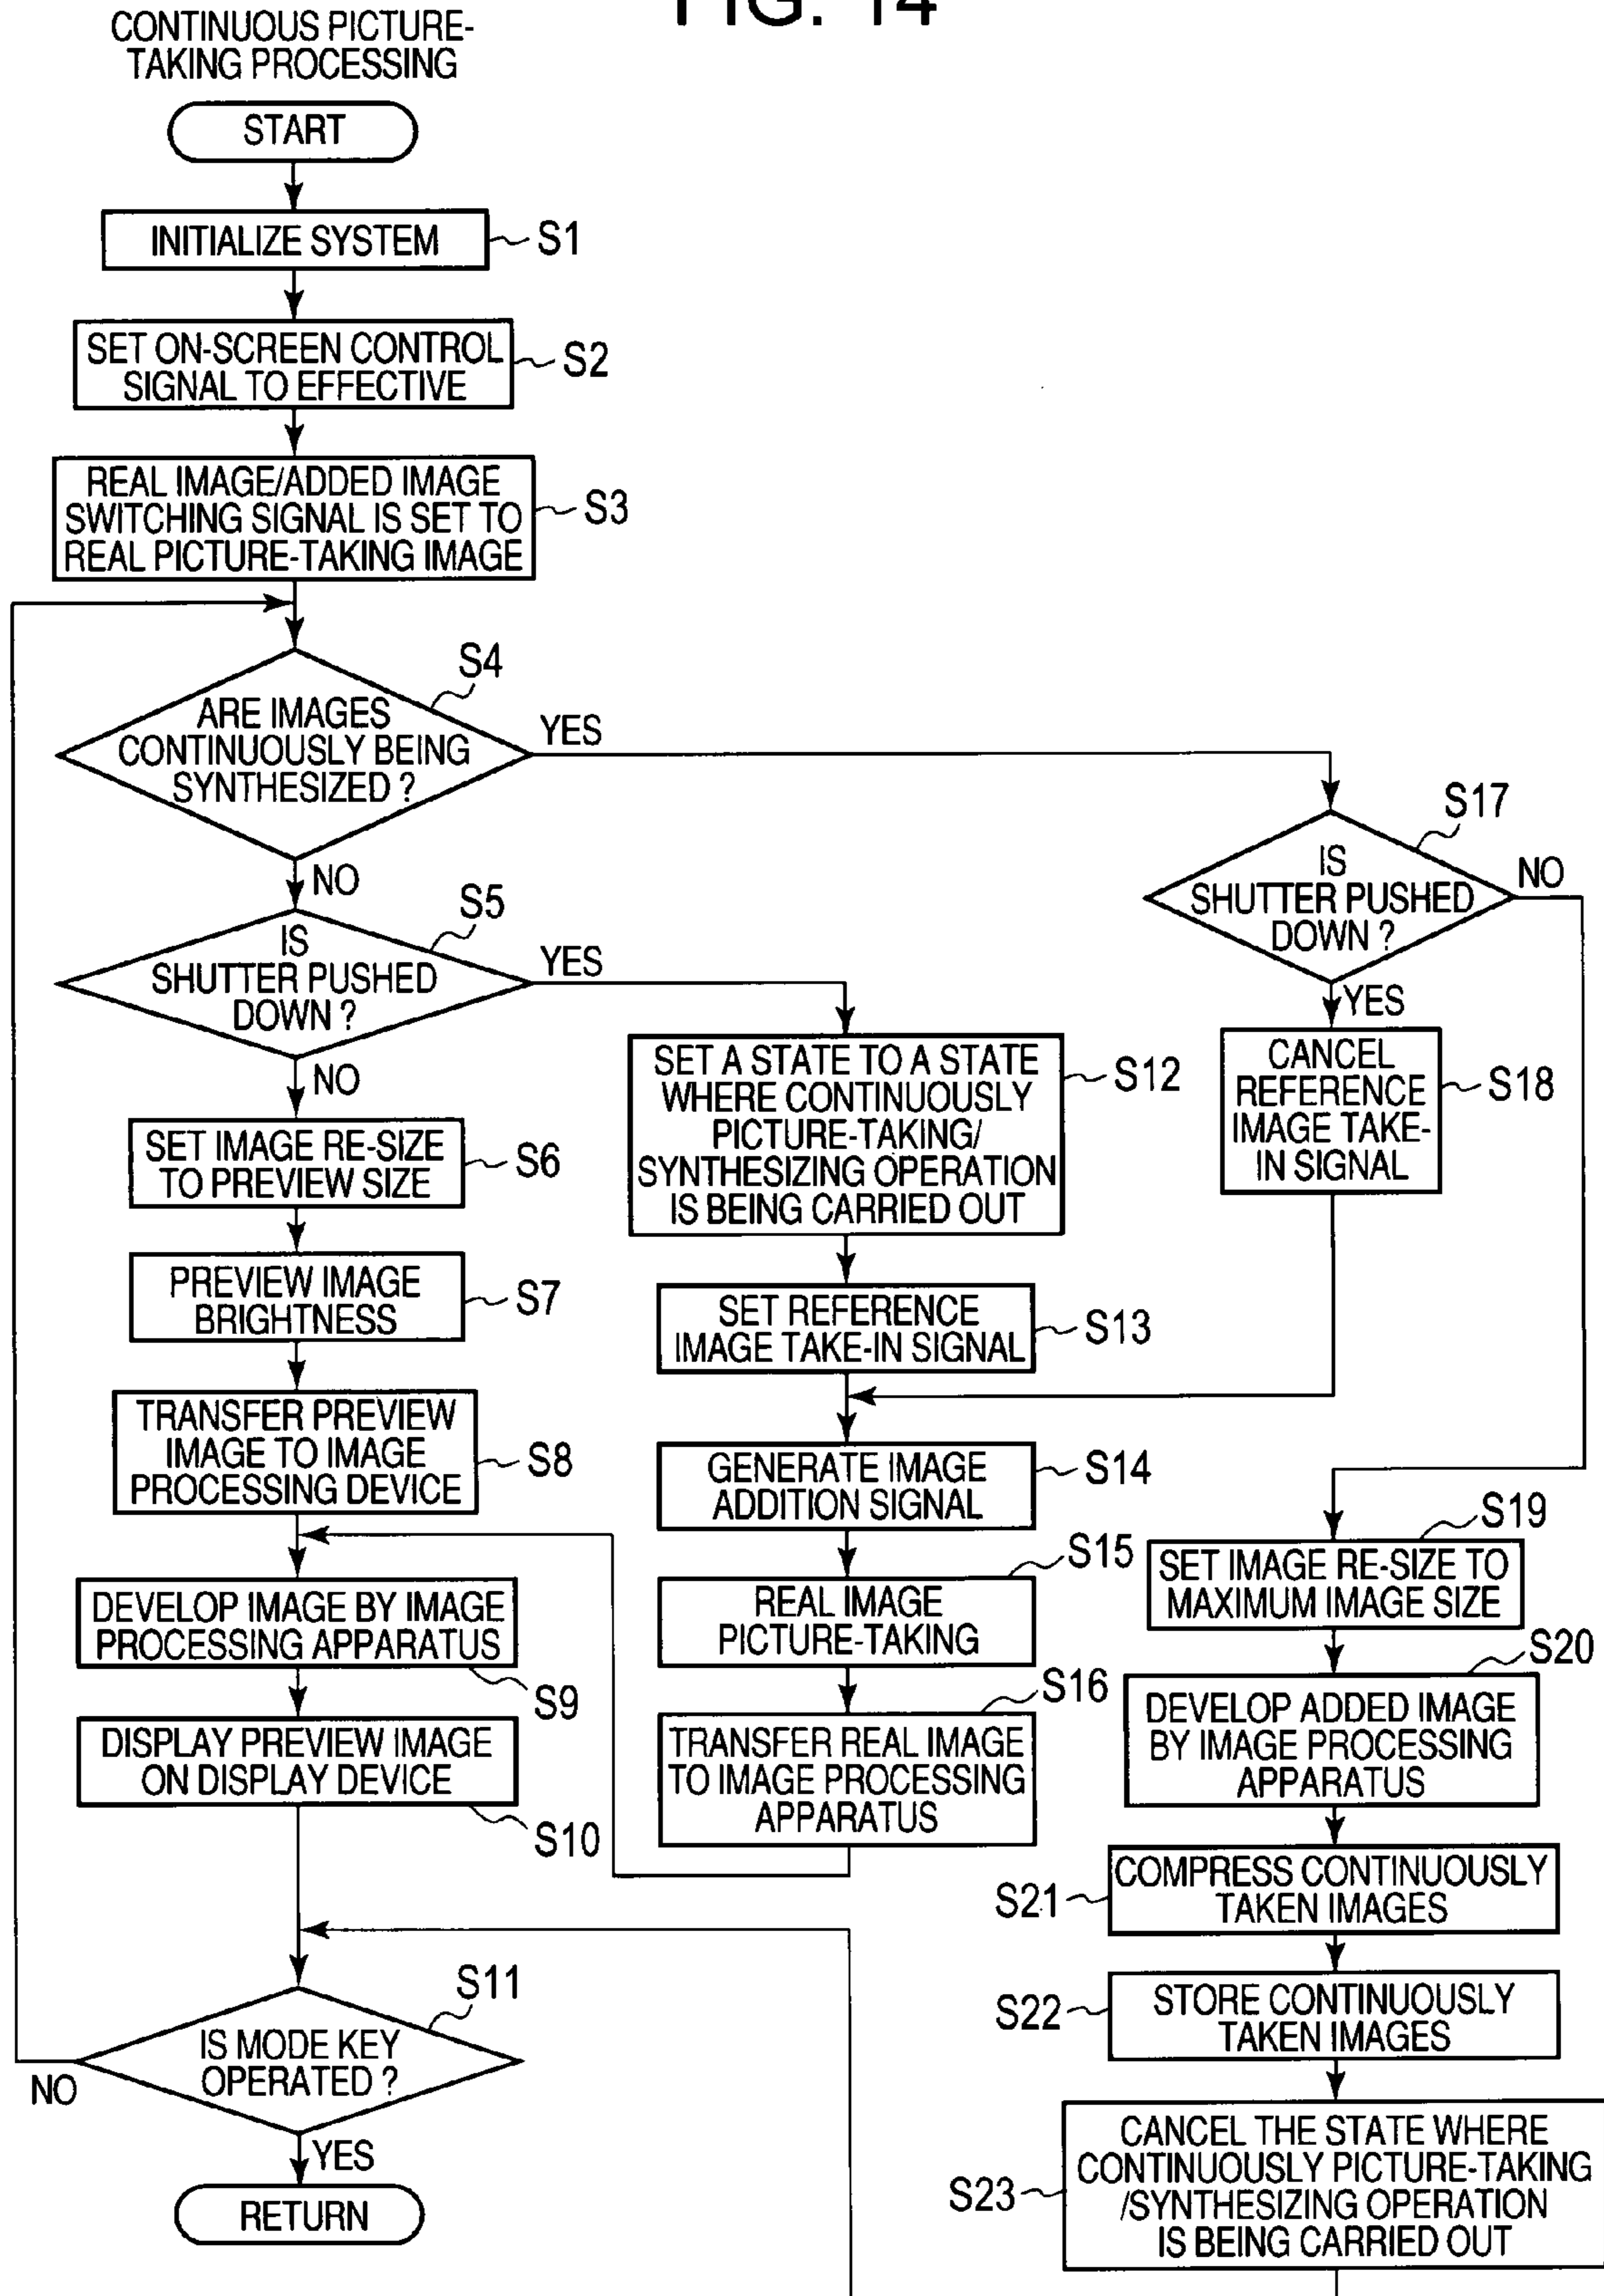 FIG. 14
CONTINUOUS PICTURE-
TAKING PROCESSING
START
INITIALIZE SYSTEM
S1
SET ON-SCREEN CONTROL
SIGNAL TO EFFECTIVE
S2
REAL IMAGE/ADDED IMAGE
SWITCHING SIGNAL IS SET TO
REAL PICTURE-TAKING IMAGE
S3
S4
ARE IMAGES
CONTINUOUSLY BEING
SYNTHESIZED ?
YES
NO
S5
IS
SHUTTER PUSHED
DOWN ?
YES
NO
SET IMAGE RE-SIZE
TO PREVIEW SIZE
S6
PREVIEW IMAGE
BRIGHTNESS
S7
TRANSFER PREVIEW
IMAGE TO IMAGE
PROCESSING DEVICE
S8
DEVELOP IMAGE BY IMAGE
PROCESSING APPARATUS
S9
DISPLAY PREVIEW IMAGE
ON DISPLAY DEVICE
S10
S11
IS MODE KEY
OPERATED ?
NO
YES
RETURN
SET A STATE TO A STATE
WHERE CONTINUOUSLY
PICTURE-TAKING/
SYNTHESIZING OPERATION
IS BEING CARRIED OUT
S12
SET REFERENCE
IMAGE TAKE-IN SIGNAL
S13
GENERATE IMAGE
ADDITION SIGNAL
S14
S15
REAL IMAGE
PICTURE-TAKING
S16
TRANSFER REAL IMAGE
TO IMAGE PROCESSING
APPARATUS
S17
IS
SHUTTER PUSHED
DOWN ?
NO
YES
CANCEL
REFERENCE
IMAGE TAKE-
IN SIGNAL
S18
S19
SET IMAGE RE-SIZE TO
MAXIMUM IMAGE SIZE
S20
DEVELOP ADDED IMAGE
BY IMAGE PROCESSING
APPARATUS
S21
COMPRESS CONTINUOUSLY
TAKEN IMAGES
S22
STORE CONTINUOUSLY
TAKEN IMAGES
S23
CANCEL THE STATE WHERE
CONTINUOUSLY PICTURE-TAKING
/SYNTHESIZING OPERATION
IS BEING CARRIED OUT